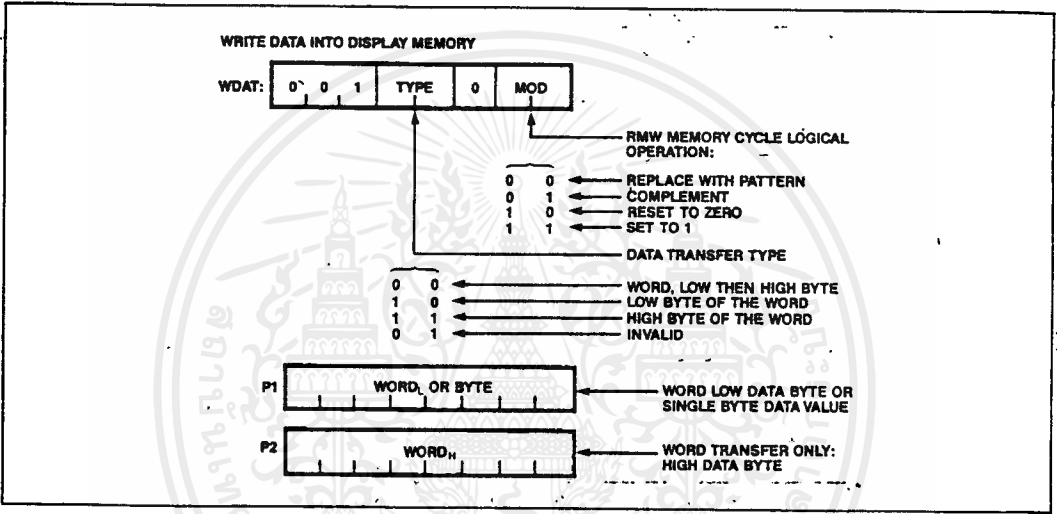 WRITE DATA INTO DISPLAY MEMORY
WDAT: 0 0 1 TYPE 0 MOD
RMW MEMORY CYCLE LOGICAL
OPERATION:
0 0 REPLACE WITH PATTERN
0 1 COMPLEMENT
1 0 RESET TO ZERO
1 1 SET TO 1
DATA TRANSFER TYPE
0 0 WORD, LOW THEN HIGH BYTE
1 0 LOW BYTE OF THE WORD
1 1 HIGH BYTE OF THE WORD
0 1 INVALID
P1 WORDL OR BYTE
WORD LOW DATA BYTE OR
SINGLE BYTE DATA VALUE
P2 WORDH
WORD TRANSFER ONLY:
HIGH DATA BYTE